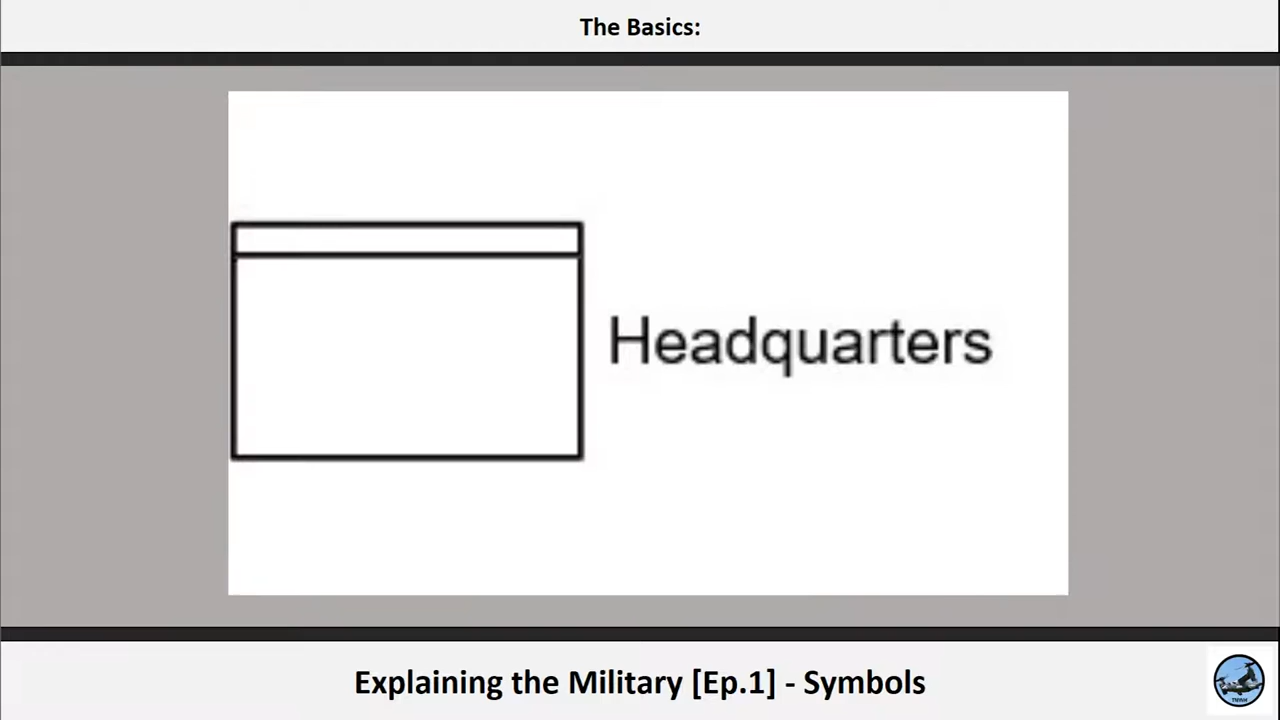 The Basics:
Headquarters
Explaining the Military [Ep.1] - Symbols